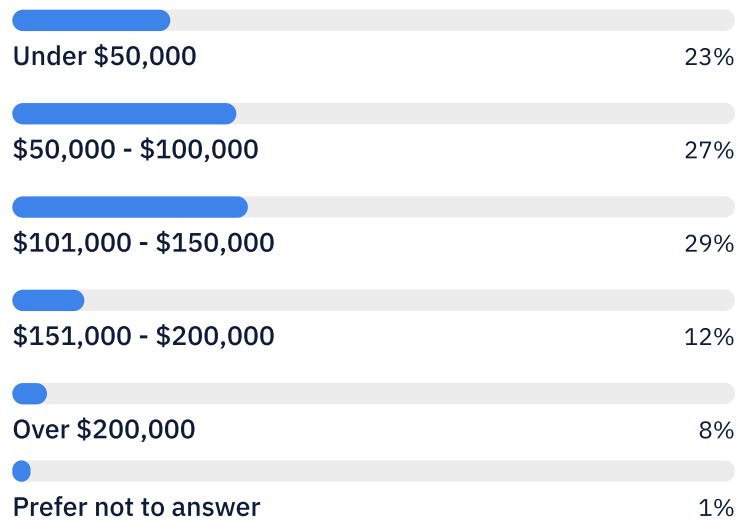 Under $50,000 23%
$50,000 - $100,000 27%
$101,000 - $150,000 29%
$151,000 - $200,000 12%
Over $200,000 8%
Prefer not to answer 1%